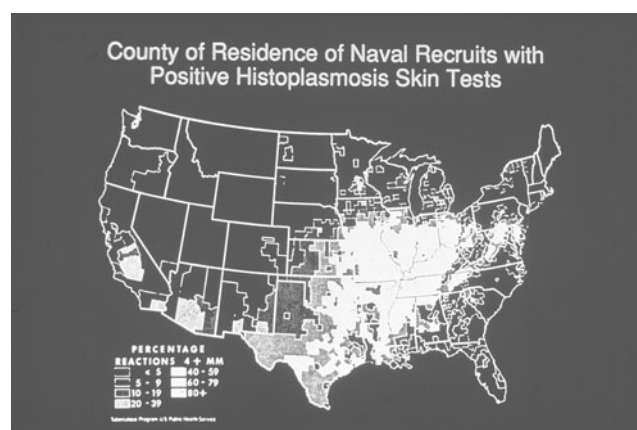 County of Residence of Naval Recruits with
Positive Histoplasmosis Skin Tests
PERCENTAGE
REACTIONS 4 + MM
< 5 40 - 59
5 - 9 60 - 79
10 - 19 80 +
20 - 39
Tuberculosis Program U.S. Public Health Service